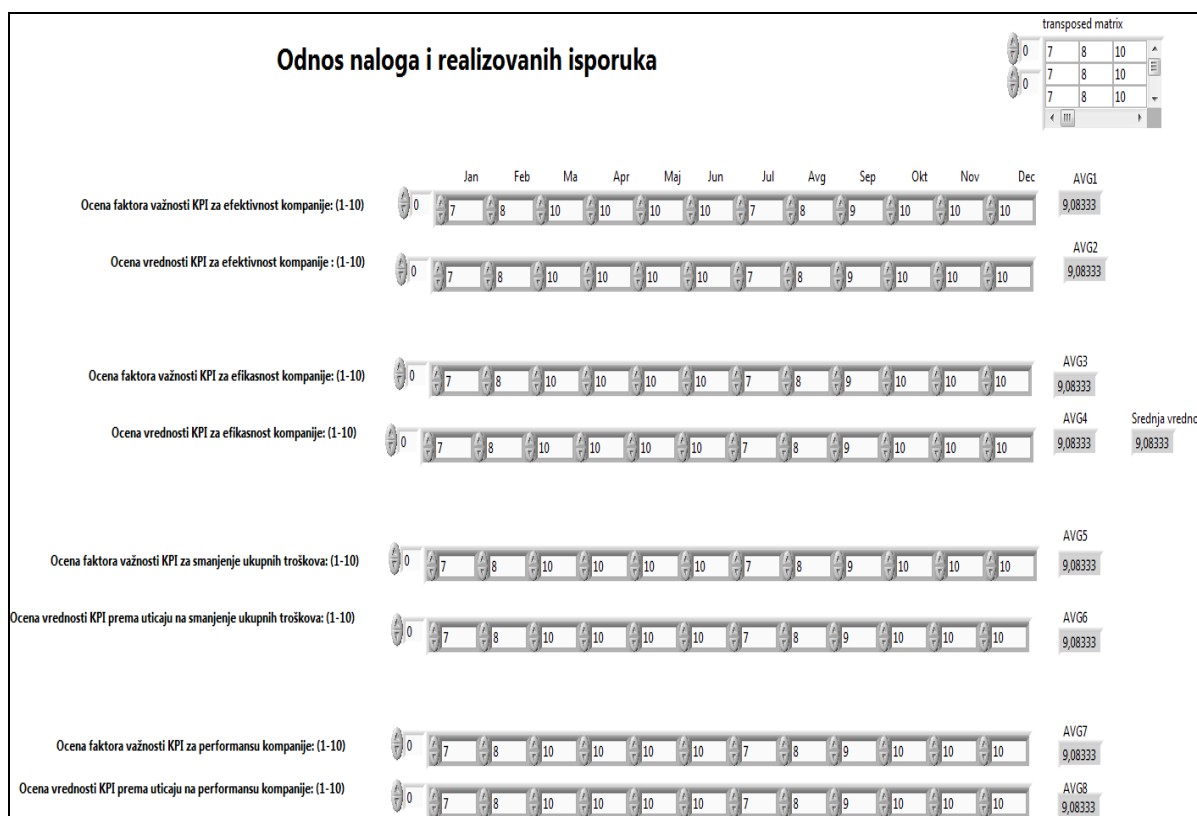 transposed matrix
Odnos naloga i realizovanih isporuka
0 7 8 10
0 7 8 10
7 8 10
Jan Feb Ma Apr Maj Jun Jul Avg Sep Okt Nov Dec AVG1
Ocena faktora važnosti KPI za efektivnost kompanije: (1-10) 0 7 8 10 10 10 10 7 8 9 10 10 10 9,08333
AVG2
Ocena vrednosti KPI za efektivnost kompanije : (1-10) 0 7 8 10 10 10 10 7 8 9 10 10 10 9,08333
AVG3
Ocena faktora važnosti KPI za efikasnost kompanije: (1-10) 0 7 8 10 10 10 10 7 8 9 10 10 10 9,08333
AVG4 Srednja vredno
Ocena vrednosti KPI za efikasnost kompanije: (1-10) 0 7 8 10 10 10 10 7 8 9 10 10 10 9,08333 9,08333
AVG5
Ocena faktora važnosti KPI za smanjenje ukupnih troškova: (1-10) 0 7 8 10 10 10 10 7 8 9 10 10 10 9,08333
AVG6
Ocena vrednosti KPI prema uticaju na smanjenje ukupnih troškova: (1-10) 0 7 8 10 10 10 10 7 8 9 10 10 10 9,08333
AVG7
Ocena faktora važnosti KPI za performansu kompanije: (1-10) 0 7 8 10 10 10 10 7 8 9 10 10 10 9,08333
AVG8
Ocena vrednosti KPI prema uticaju na performansu kompanije: (1-10) 0 7 8 10 10 10 10 7 8 9 10 10 10 9,08333